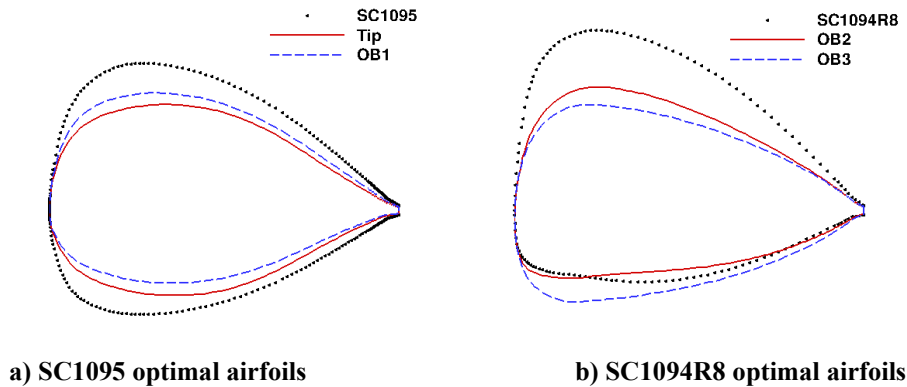 SC1095
Tip
OB1
SC1094R8
OB2
OB3
a) SC1095 optimal airfoils
b) SC1094R8 optimal airfoils